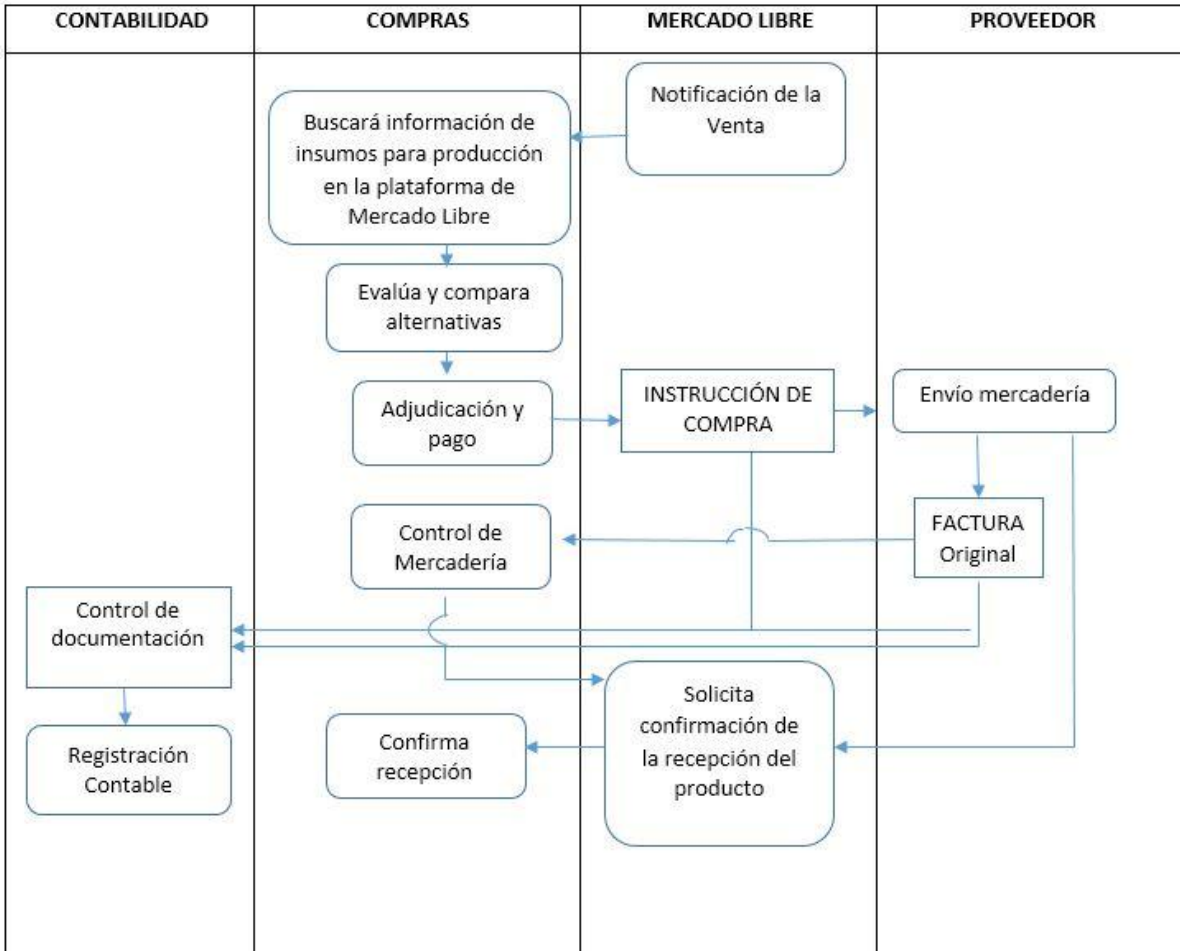 CONTABILIDAD
COMPRAS
MERCADO LIBRE
PROVEEDOR
Notificación de la
Venta
Buscará información de
insumos para producción
en la plataforma de
Mercado Libre
Evalúa y compara
alternativas
Adjudicación y
pago
INSTRUCCIÓN DE
COMPRA
Envío mercadería
FACTURA
Original
Control de
Mercadería
Control de
documentación
Registración
Contable
Solicita
confirmación de
la recepción del
producto
Confirma
recepción